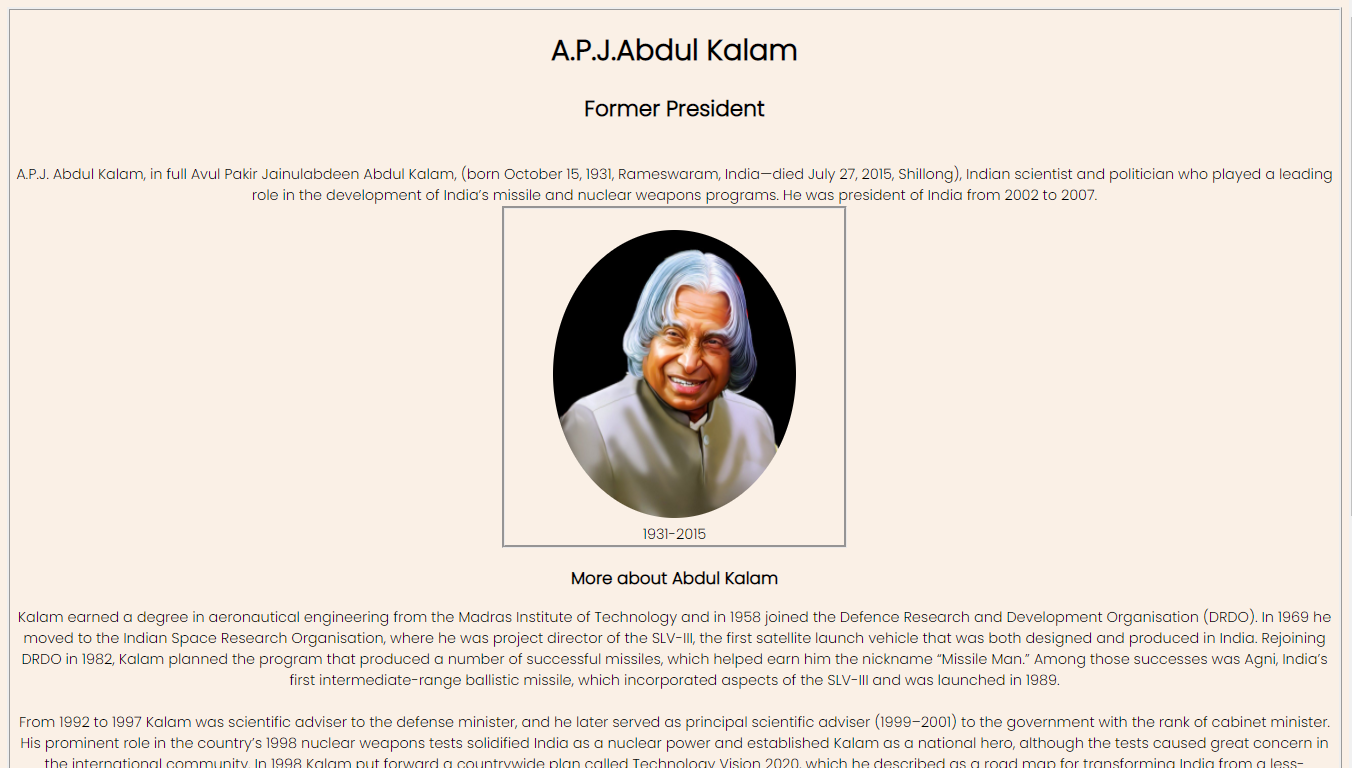 A.P.J.Abdul Kalam
Former President
A.P.J. Abdul Kalam, in full Avul Pakir Jainulabdeen Abdul Kalam, (born October 15, 1931, Rameswaram, India—died July 27, 2015, Shillong), Indian scientist and politician who played a leading
role in the development of India’s missile and nuclear weapons programs. He was president of India from 2002 to 2007.
1931-2015
More about Abdul Kalam
Kalam earned a degree in aeronautical engineering from the Madras Institute of Technology and in 1958 joined the Defence Research and Development Organisation (DRDO). In 1969 he
moved to the Indian Space Research Organisation, where he was project director of the SLV-III, the first satellite launch vehicle that was both designed and produced in India. Rejoining
DRDO in 1982, Kalam planned the program that produced a number of successful missiles, which helped earn him the nickname “Missile Man.” Among those successes was Agni, India’s
first intermediate-range ballistic missile, which incorporated aspects of the SLV-III and was launched in 1989.
From 1992 to 1997 Kalam was scientific adviser to the defense minister, and he later served as principal scientific adviser (1999–2001) to the government with the rank of cabinet minister.
His prominent role in the country’s 1998 nuclear weapons tests solidified India as a nuclear power and established Kalam as a national hero, although the tests caused great concern in
the international community. In 1998 Kalam put forward a countrywide plan called Technology Vision 2020, which he described as a road map for transforming India from a less-